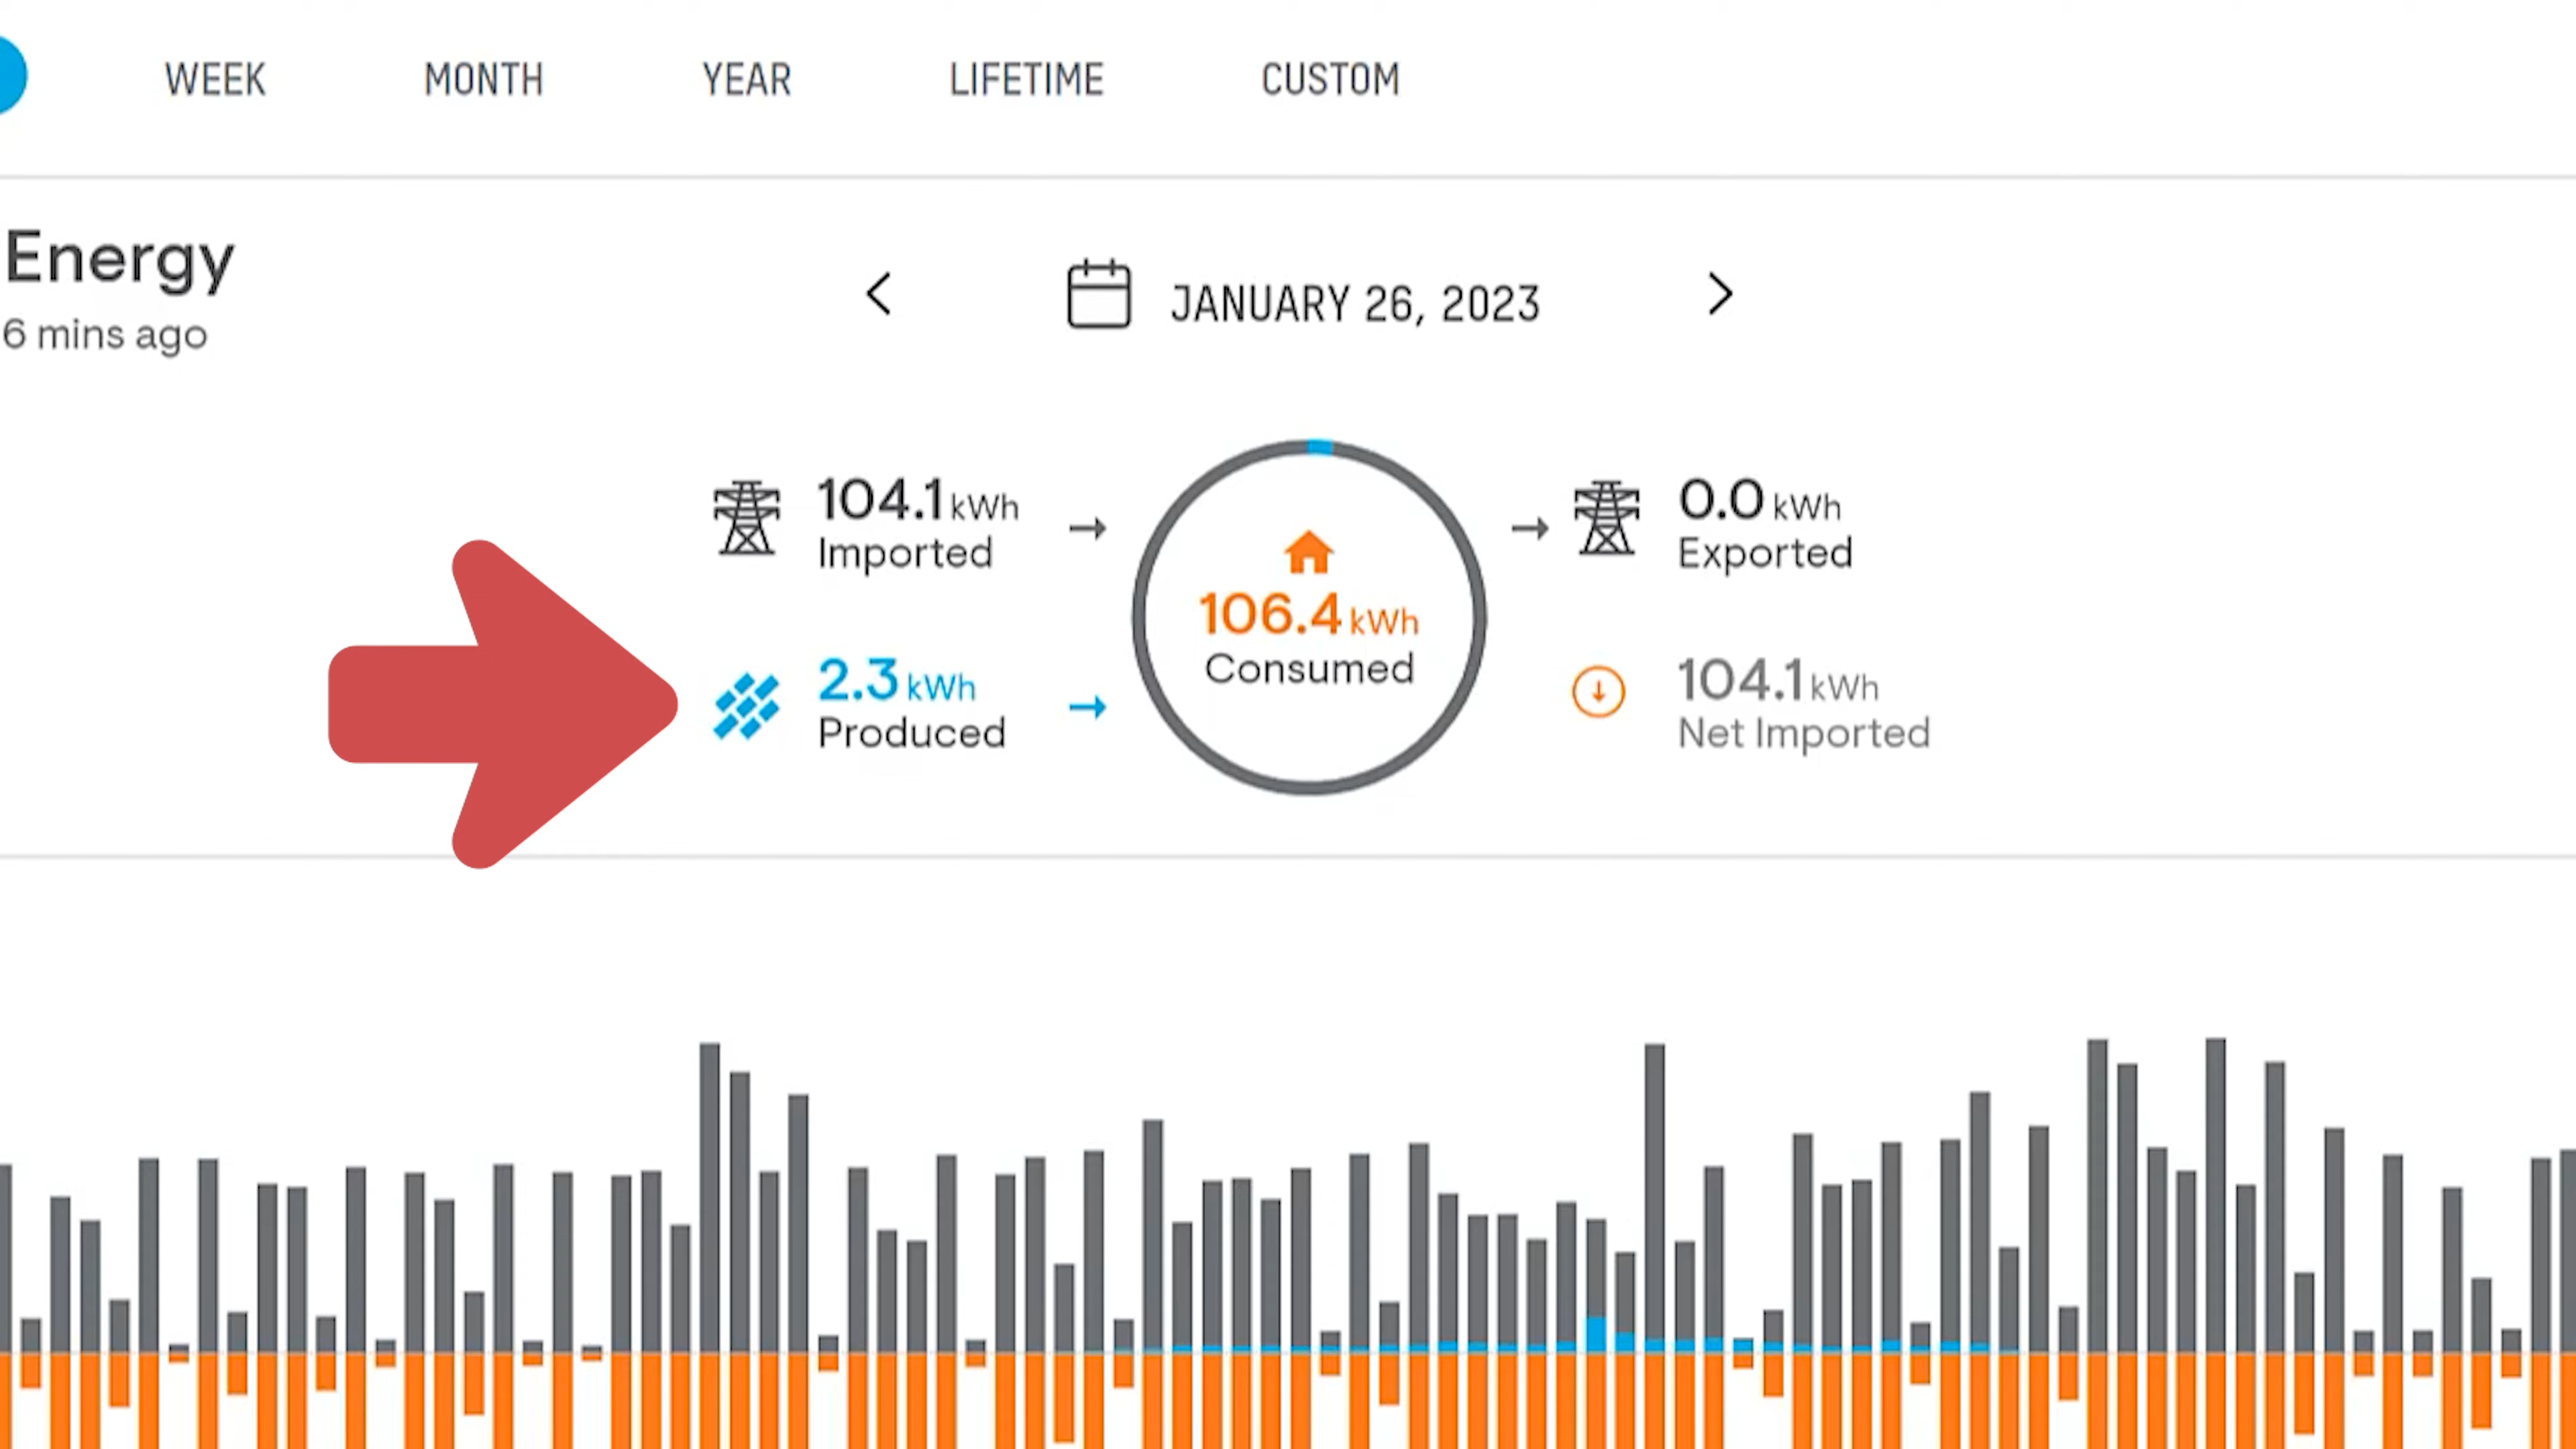 WEEK MONTH YEAR LIFETIME CUSTOM
Energy
6 mins ago
JANUARY 26, 2023
104.1 kWh
Imported
2.3 kWh
Produced
106.4 kWh
Consumed
0.0 kWh
Exported
104.1 kWh
Net Imported